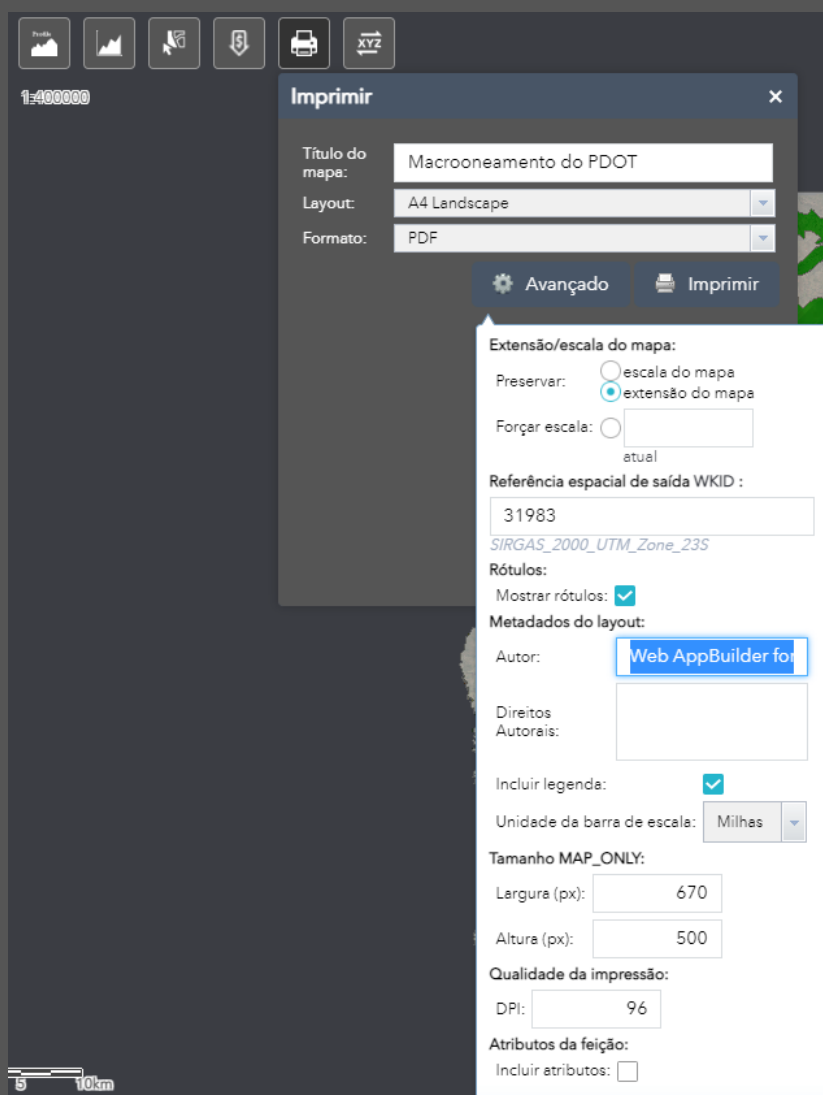 Profile
XYZ
1:400000
Imprimir
Título do
mapa:
Macrooneamento do PDOT
Layout:
A4 Landscape
Formato:
PDF
Avançado
Imprimir
Extensão/escala do mapa:
Preservar:
escala do mapa
extensão do mapa
Forçar escala:
atual
Referência espacial de saída WKID :
31983
SIRGAS_2000_UTM_Zone_23S
Rótulos:
Mostrar rótulos:
Metadados do layout:
Autor:
Web AppBuilder for
Direitos
Autorais:
Incluir legenda:
Unidade da barra de escala:
Milhas
Tamanho MAP_ONLY:
Largura (px):
670
Altura (px):
500
Qualidade da impressão:
DPI:
96
Atributos da feição:
Incluir atributos:
5
10km